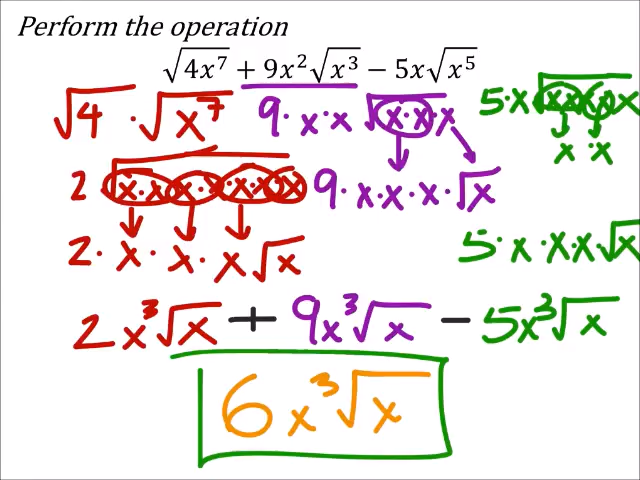 Perform the operation
√4x⁷ + 9x²√x³ − 5x√x⁵
√4 · √x⁷ 9·x·x √x·x·x 5·x √x·x·x·x·x
x·x
2 √x·x·x·x·x·x·x 9·x·x·x·√x
2·x·x·x√x 5·x·x·x√x
2x³√x + 9x³√x − 5x³√x
6x³√x